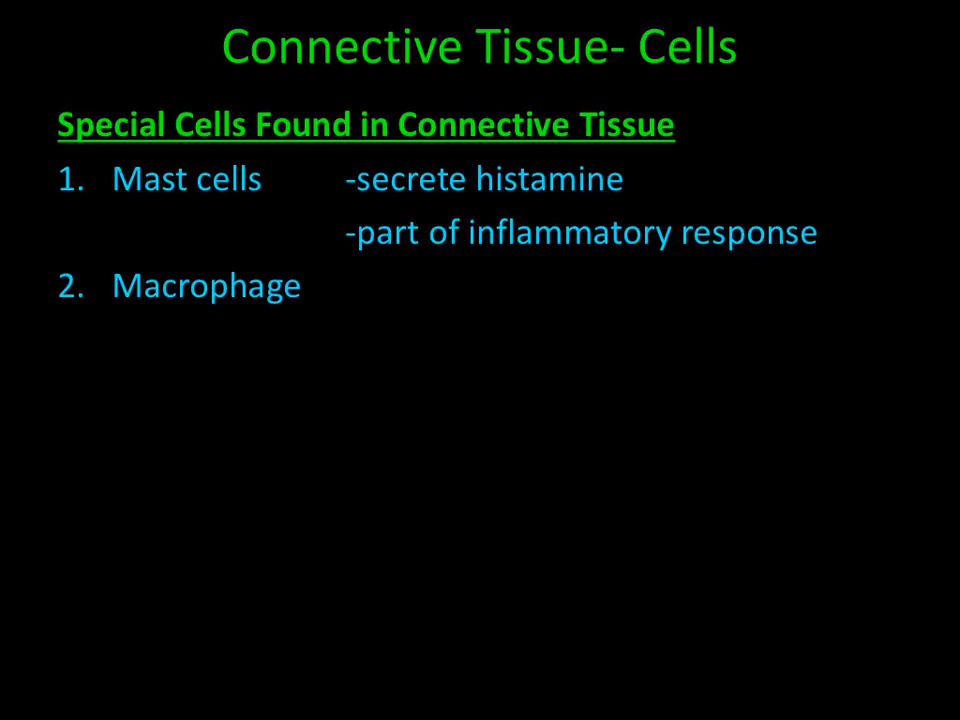 Connective Tissue- Cells
Special Cells Found in Connective Tissue
1. Mast cells -secrete histamine
-part of inflammatory response
2. Macrophage